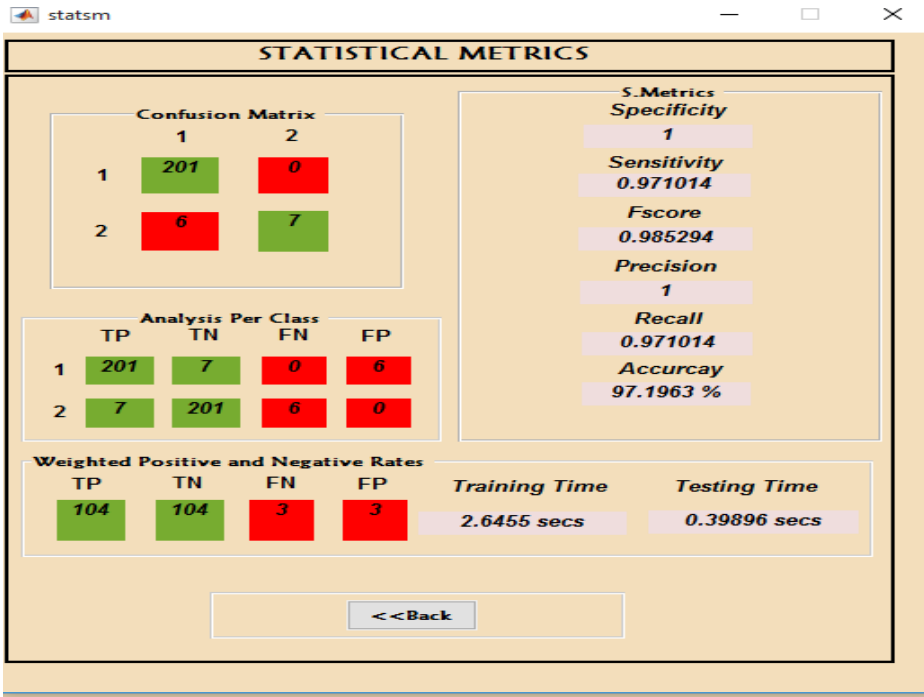 statsm
STATISTICAL METRICS
Confusion Matrix
1 2
1 201 0
2 6 7
Analysis Per Class
TP TN FN FP
1 201 7 0 6
2 7 201 6 0
S.Metrics
Specificity
1
Sensitivity
0.971014
Fscore
0.985294
Precision
1
Recall
0.971014
Accurcay
97.1963 %
Weighted Positive and Negative Rates
TP TN FN FP
104 104 3 3
Training Time
2.6455 secs
Testing Time
0.39896 secs
<<Back